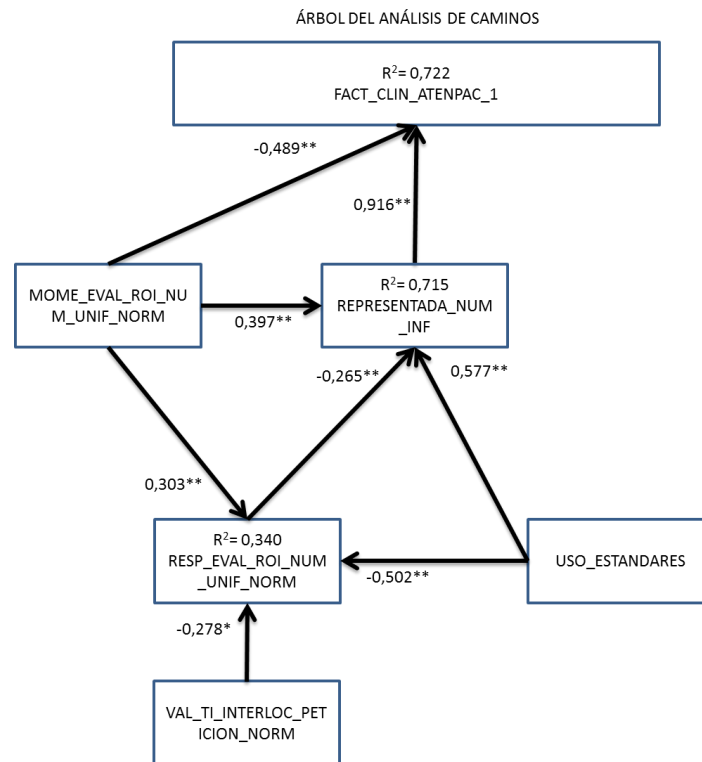 ÁRBOL DEL ANÁLISIS DE CAMINOS
R²= 0,722
FACT_CLIN_ATENPAC_1
-0,489**
0,916**
MOME_EVAL_ROI_NU
M_UNIF_NORM
R²= 0,715
REPRESENTADA_NUM
_INF
0,397**
-0,265**
0,577**
0,303**
R²= 0,340
RESP_EVAL_ROI_NUM
_UNIF_NORM
USO_ESTANDARES
-0,502**
-0,278*
VAL_TI_INTERLOC_PET
ICION_NORM